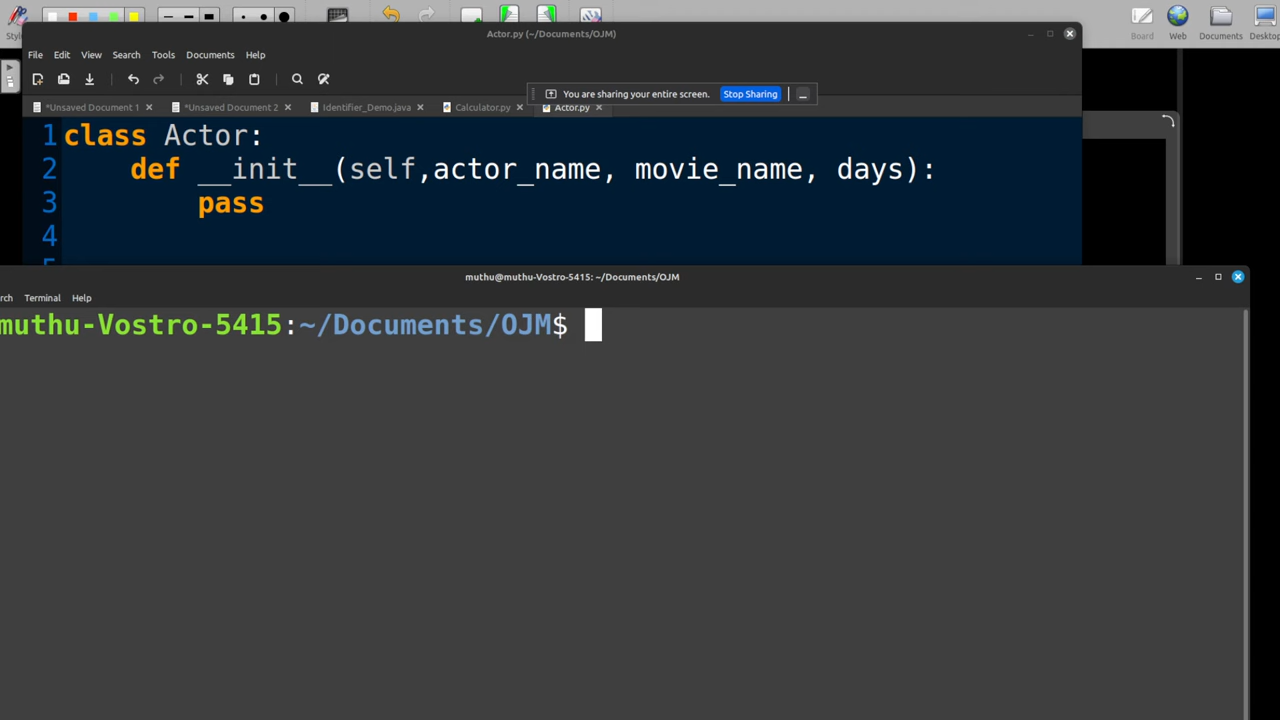 Board
Web
Documents
Actor.py (~/Documents/OJM)
File Edit View Search Tools Documents Help
You are sharing your entire screen. Stop Sharing
*Unsaved Document 1 *Unsaved Document 2 Identifier_Demo.java Calculator.py Actor.py
1 class Actor:
2 def __init__(self,actor_name, movie_name, days):
3 pass
4
muthu@muthu-Vostro-5415: ~/Documents/OJM
Terminal Help
muthu-Vostro-5415:~/Documents/OJM$